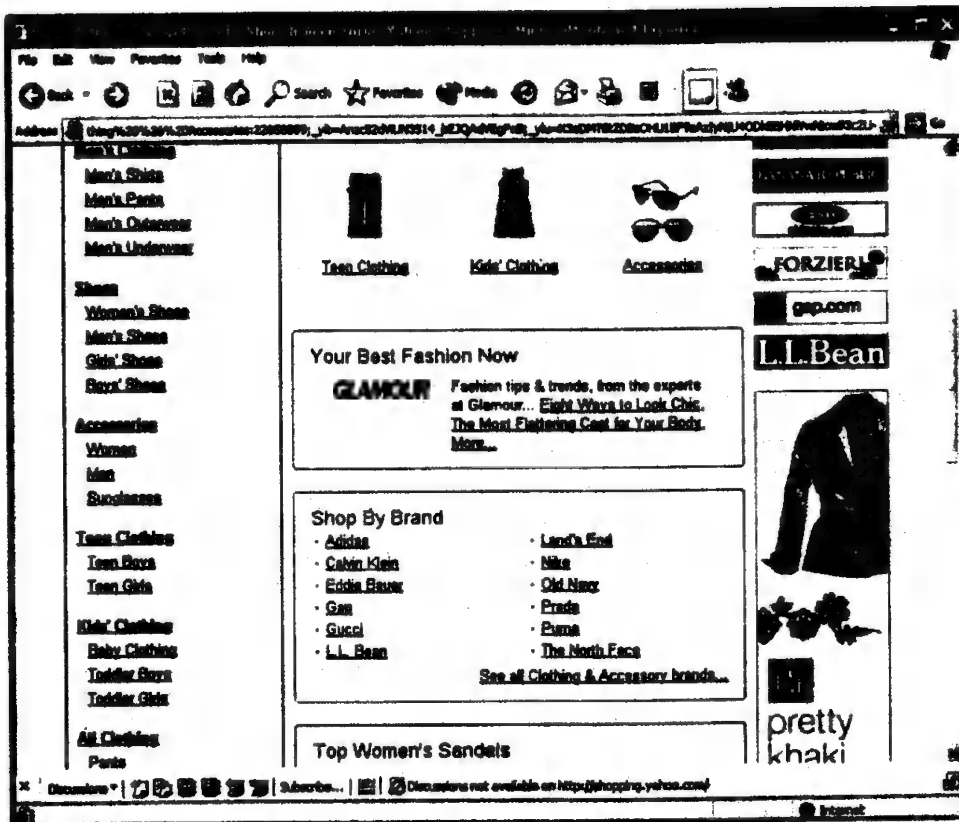 File Edit View Favorites Tools Help
Back Search Favorites Media
Address Go
Men's Clothing
Men's Shirts
Men's Pants
Men's Outerwear
Men's Underwear
Shoes
Women's Shoes
Men's Shoes
Girls' Shoes
Boys' Shoes
Accessories
Women
Men
Sunglasses
Teen Clothing
Teen Boys
Teen Girls
Kids' Clothing
Baby Clothing
Toddler Boys
Toddler Girls
All Clothing
Pants
Teen Clothing
Kids' Clothing
Accessories
Your Best Fashion Now
GLAMOUR
Fashion tips & trends, from the experts
at Glamour... Eight Ways to Look Chic,
The Most Flattering Coat for Your Body,
More...
Shop By Brand
· Adidas
· Calvin Klein
· Eddie Bauer
· Gap
· Gucci
· L.L. Bean
· Land's End
· Nike
· Old Navy
· Prada
· Puma
· The North Face
See all Clothing & Accessory brands...
Top Women's Sandals
FORZIERI
gap.com
L.L.Bean
pretty
khaki
Discussions Subscribe... Discussions not available on http://shopping.yahoo.com/
Internet